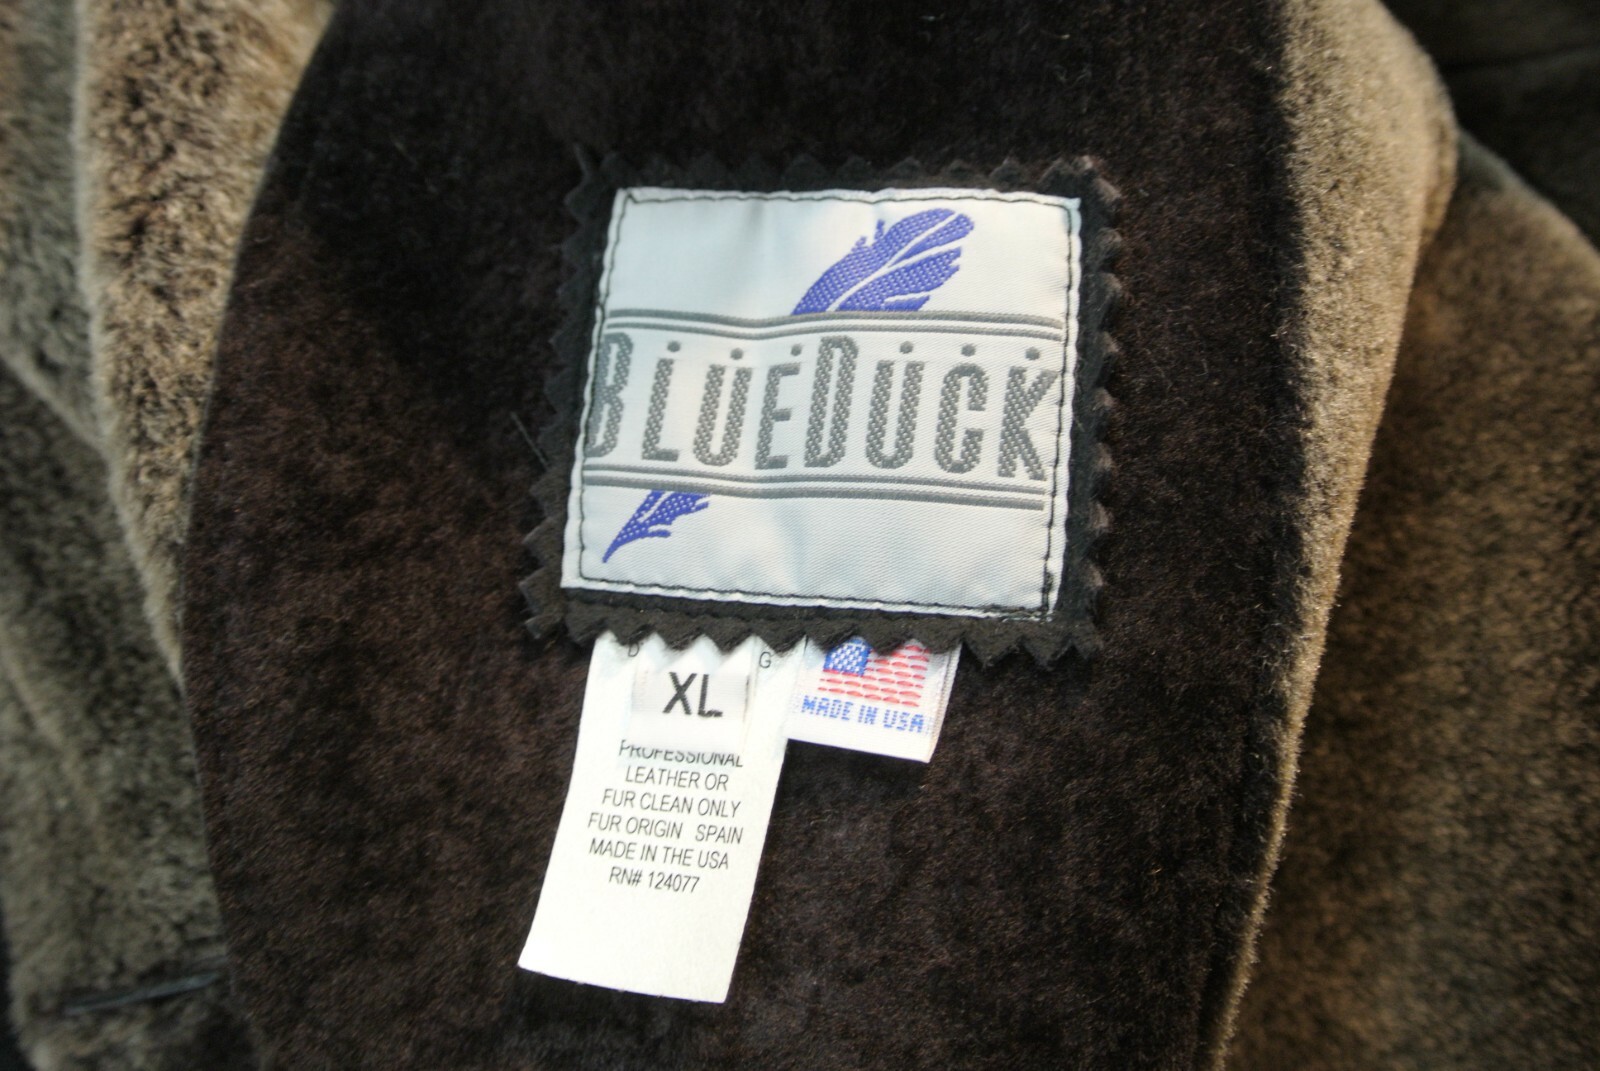 BLUEDUCK
XL
MADE IN USA
PROFESSIONAL
LEATHER OR
FUR CLEAN ONLY
FUR ORIGIN SPAIN
MADE IN THE USA
RN# 124077